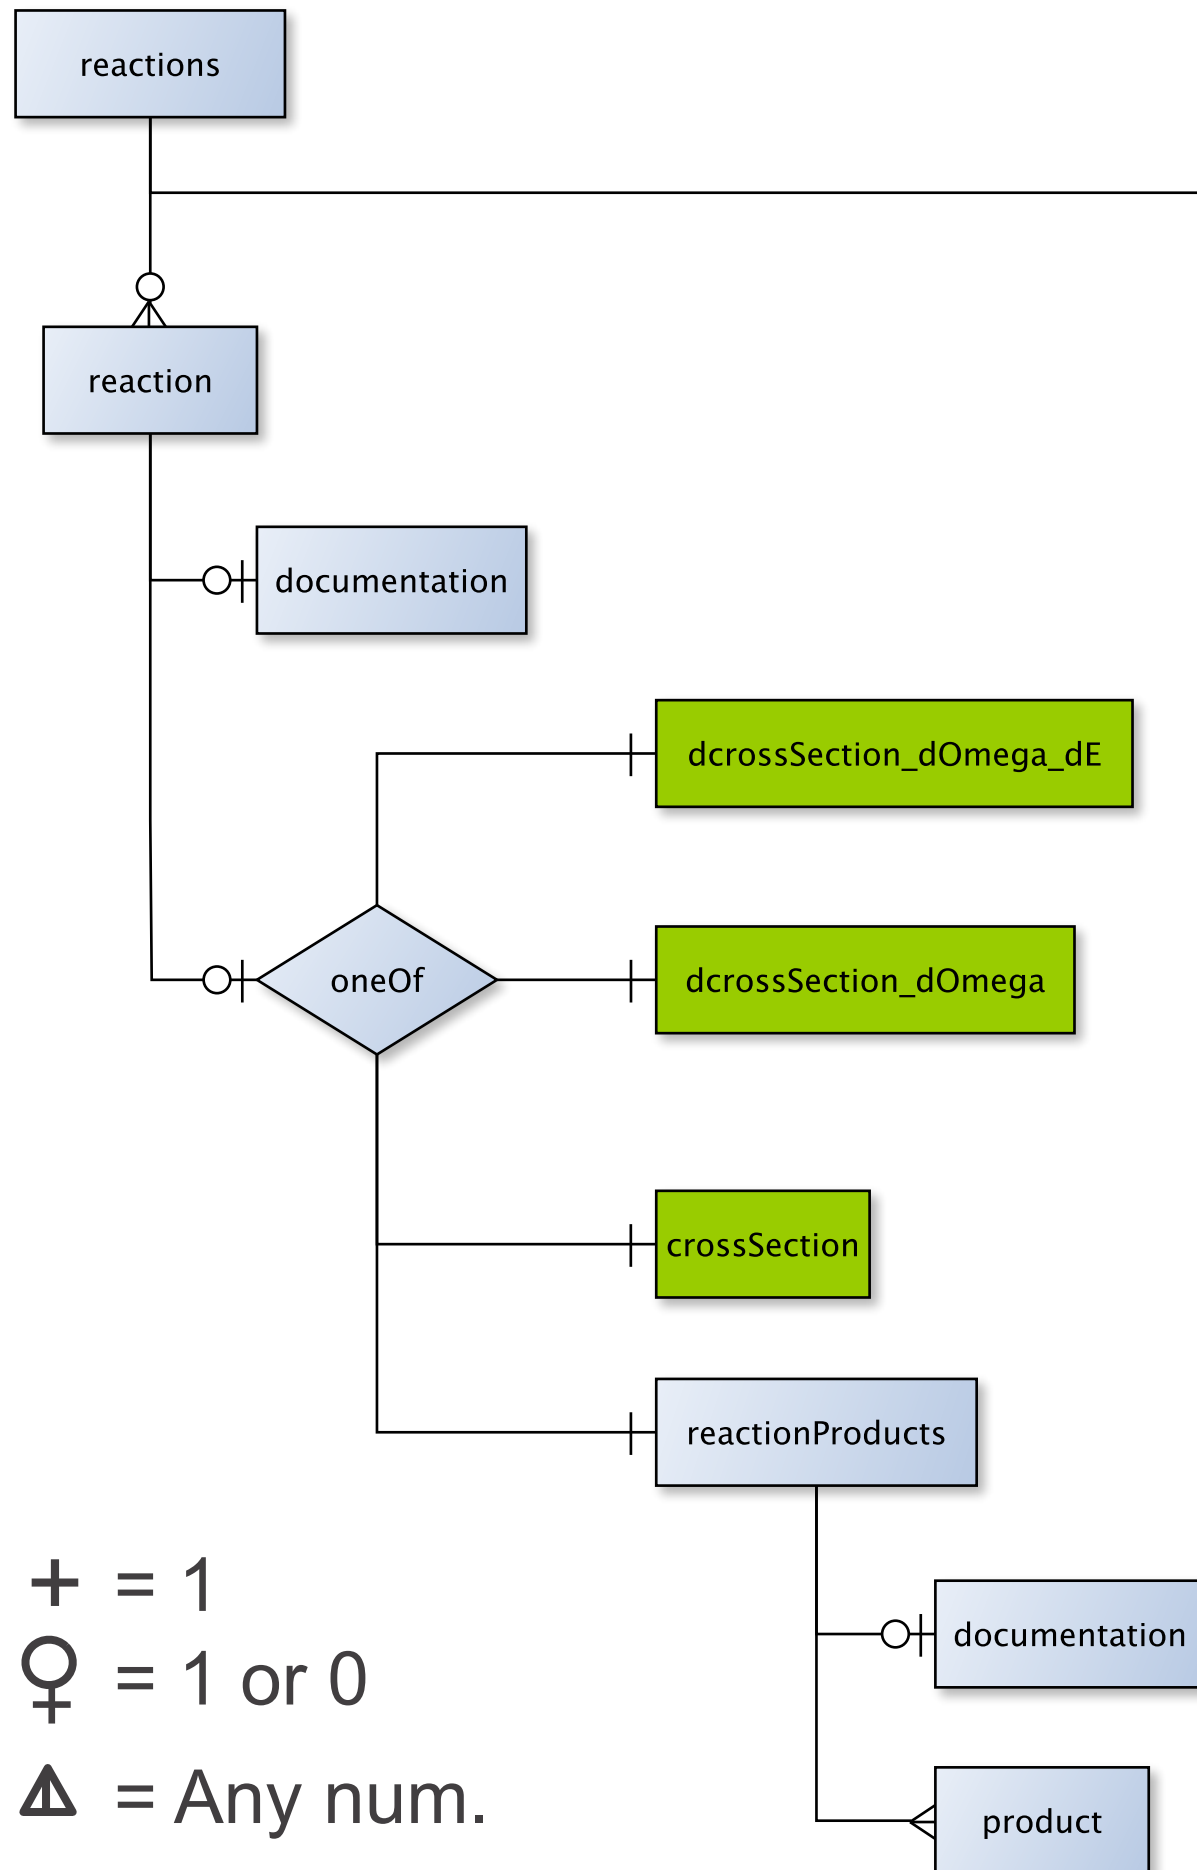 reactions
reaction
documentation
dcrossSection_dOmega_dE
oneOf
dcrossSection_dOmega
crossSection
reactionProducts
+ = 1
documentation
= 1 or 0
= Any num.
product